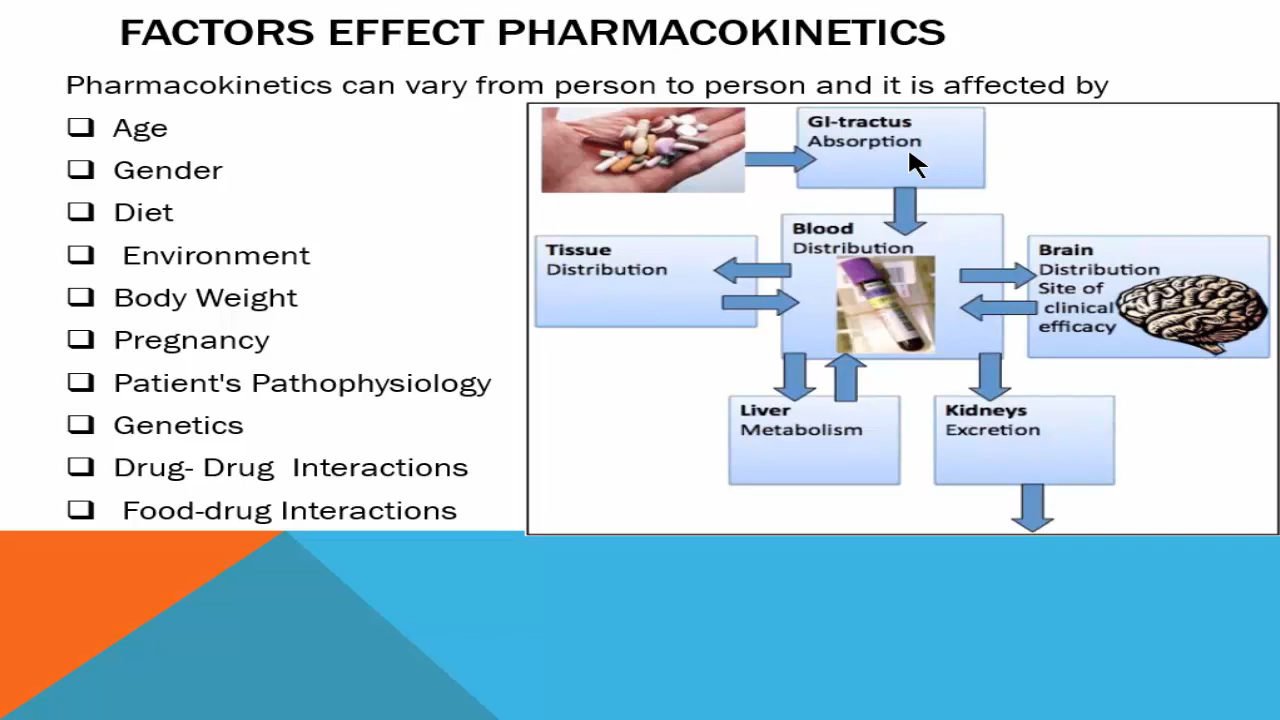 FACTORS EFFECT PHARMACOKINETICS
Pharmacokinetics can vary from person to person and it is affected by
Age
Gender
Diet
Environment
Body Weight
Pregnancy
Patient's Pathophysiology
Genetics
Drug- Drug Interactions
Food-drug Interactions
GI-tractus
Absorption
Blood
Distribution
Tissue
Distribution
Brain
Distribution
Site of
clinical
efficacy
Liver
Metabolism
Kidneys
Excretion